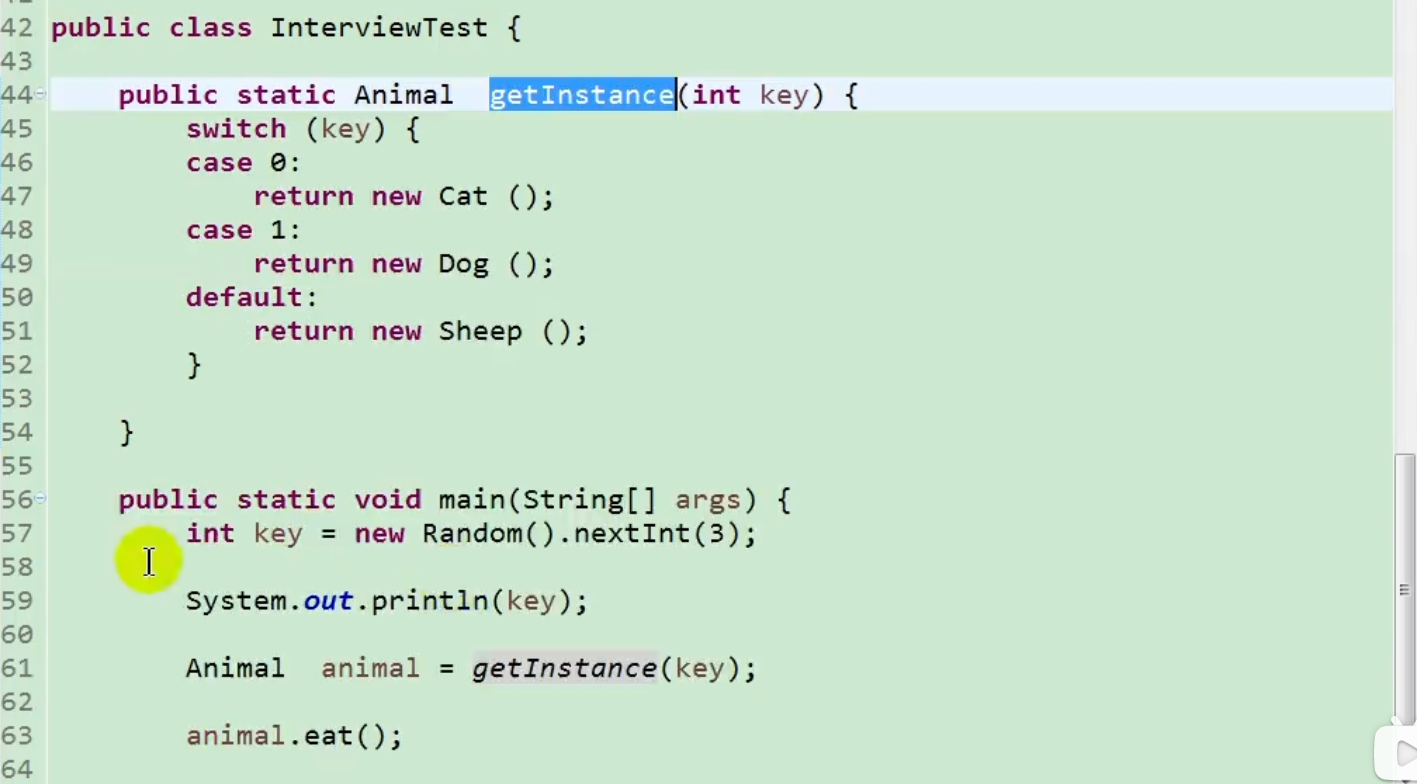 42 public class InterviewTest {
43
44 public static Animal  getInstance(int key) {
45 switch (key) {
46 case 0:
47 return new Cat ();
48 case 1:
49 return new Dog ();
50 default:
51 return new Sheep ();
52 }
53
54 }
55
56 public static void main(String[] args) {
57 int key = new Random().nextInt(3);
58
59 System.out.println(key);
60
61 Animal  animal = getInstance(key);
62
63 animal.eat();
64